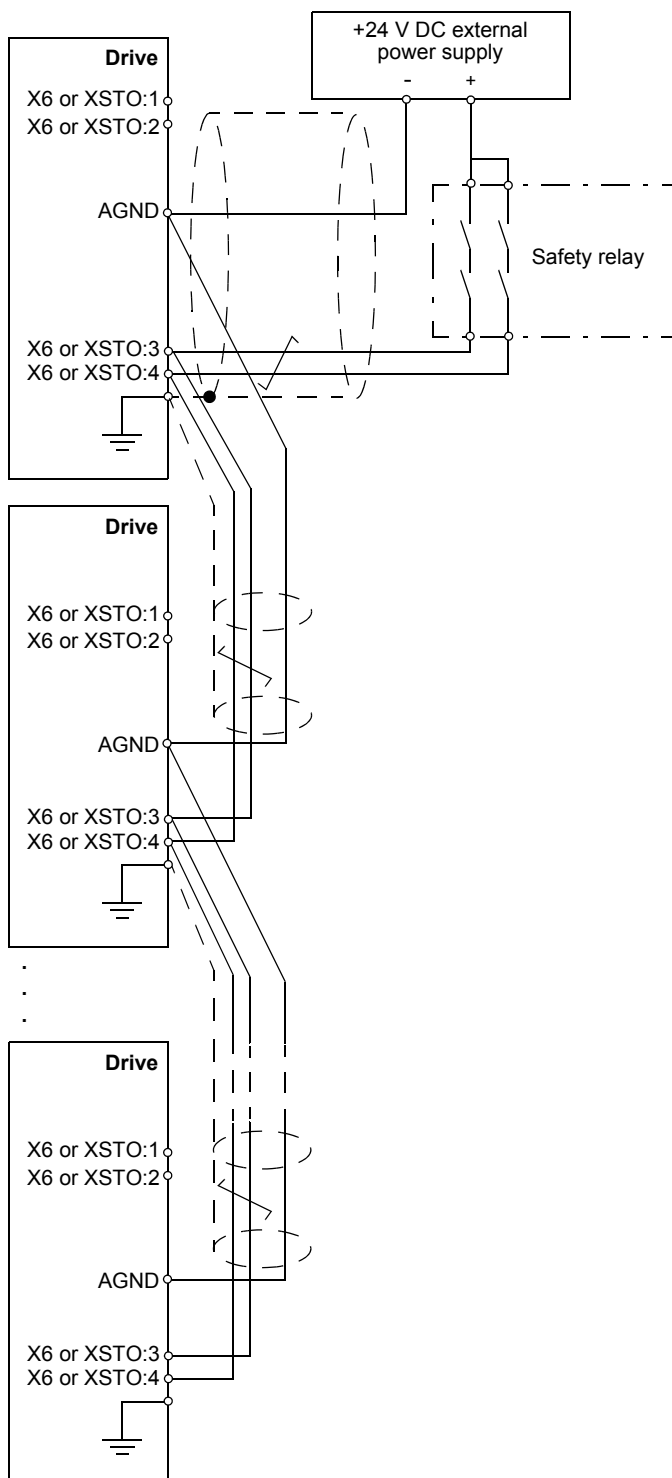 +24 V DC external
power supply
- +
Drive
X6 or XSTO:1
X6 or XSTO:2
AGND
Safety relay
X6 or XSTO:3
X6 or XSTO:4
Drive
X6 or XSTO:1
X6 or XSTO:2
AGND
X6 or XSTO:3
X6 or XSTO:4
.
.
.
Drive
X6 or XSTO:1
X6 or XSTO:2
AGND
X6 or XSTO:3
X6 or XSTO:4